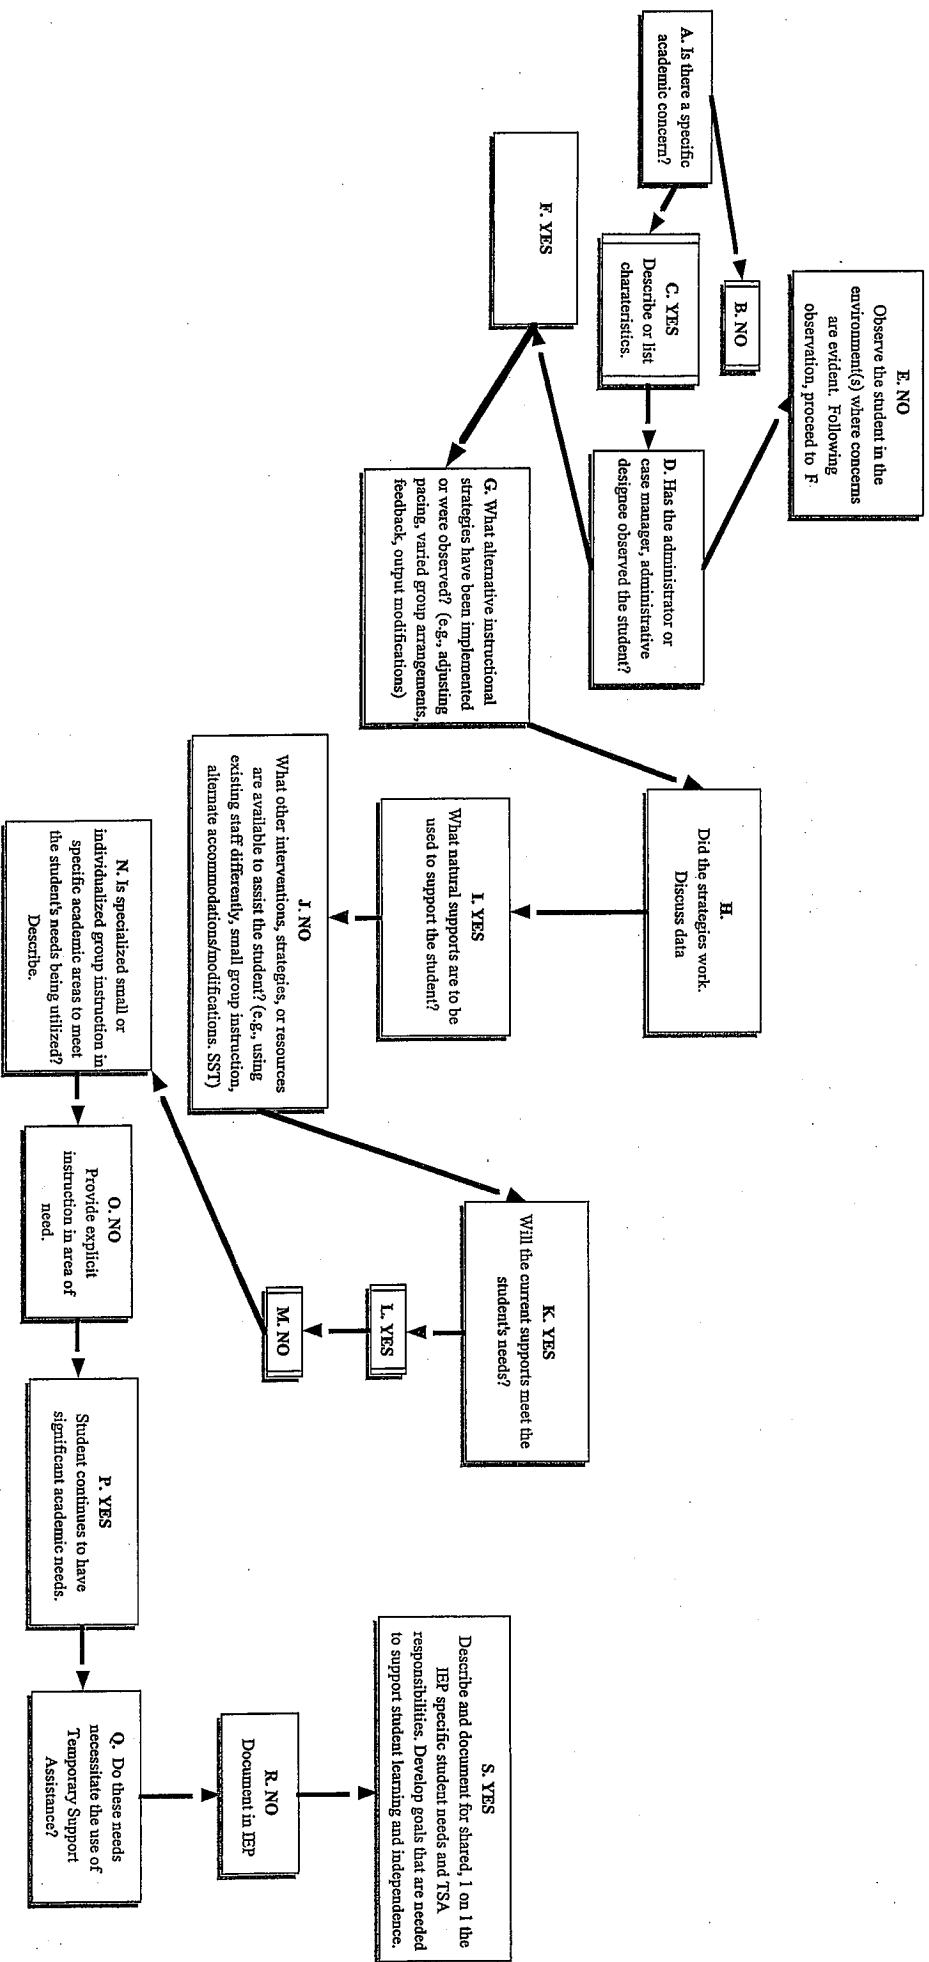 A. Is there a specific
academic concern?
B. NO
C. YES
Describe or list
charateristics.
D. Has the administrator or
case manager, administrative
designee observed the student?
E. NO
Observe the student in the
environment(s) where concerns
are evident. Following
observation, proceed to F
F. YES
G. What alternative instructional
strategies have been implemented
or were observed? (e.g., adjusting
pacing, varied group arrangements,
feedback, output modifications)
H.
Did the strategies work.
Discuss data
I. YES
What natural supports are to be
used to support the student?
J. NO
What other interventions, strategies, or resources
are available to assist the student? (e.g., using
existing staff differently, small group instruction,
alternate accommodations/modifications. SST)
K. YES
Will the current supports meet the
student's needs?
L. YES
M. NO
N. Is specialized small or
individualized group instruction in
specific academic areas to meet
the student's needs being utilized?
Describe.
O. NO
Provide explicit
instruction in area of
need.
P. YES
Student continues to have
significant academic needs.
Q. Do these needs
necessitate the use of
Temporary Support
Assistance?
R. NO
Document in IEP
S. YES
Describe and document for shared, 1 on 1 the
IEP specific student needs and TSA
responsibilities. Develop goals that are needed
to support student learning and independence.